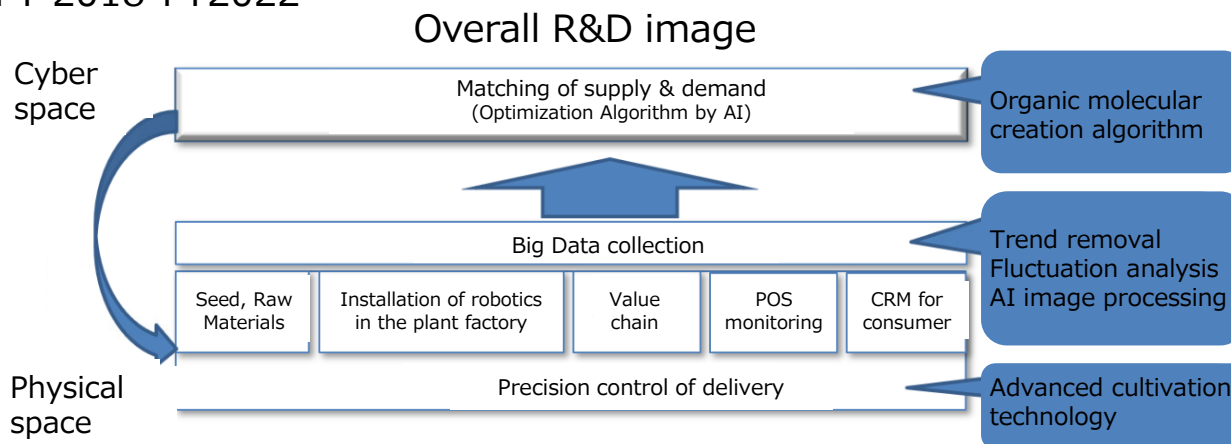 2018 FY2022
Overall R&D image
Cyber
space
Matching of supply & demand
(Optimization Algorithm by AI)
Organic molecular
creation algorithm
Big Data collection
Trend removal
Fluctuation analysis
AI image processing
Seed, Raw
Materials
Installation of robotics
in the plant factory
Value
chain
POS
monitoring
CRM for
consumer
Physical
space
Precision control of delivery
Advanced cultivation
technology